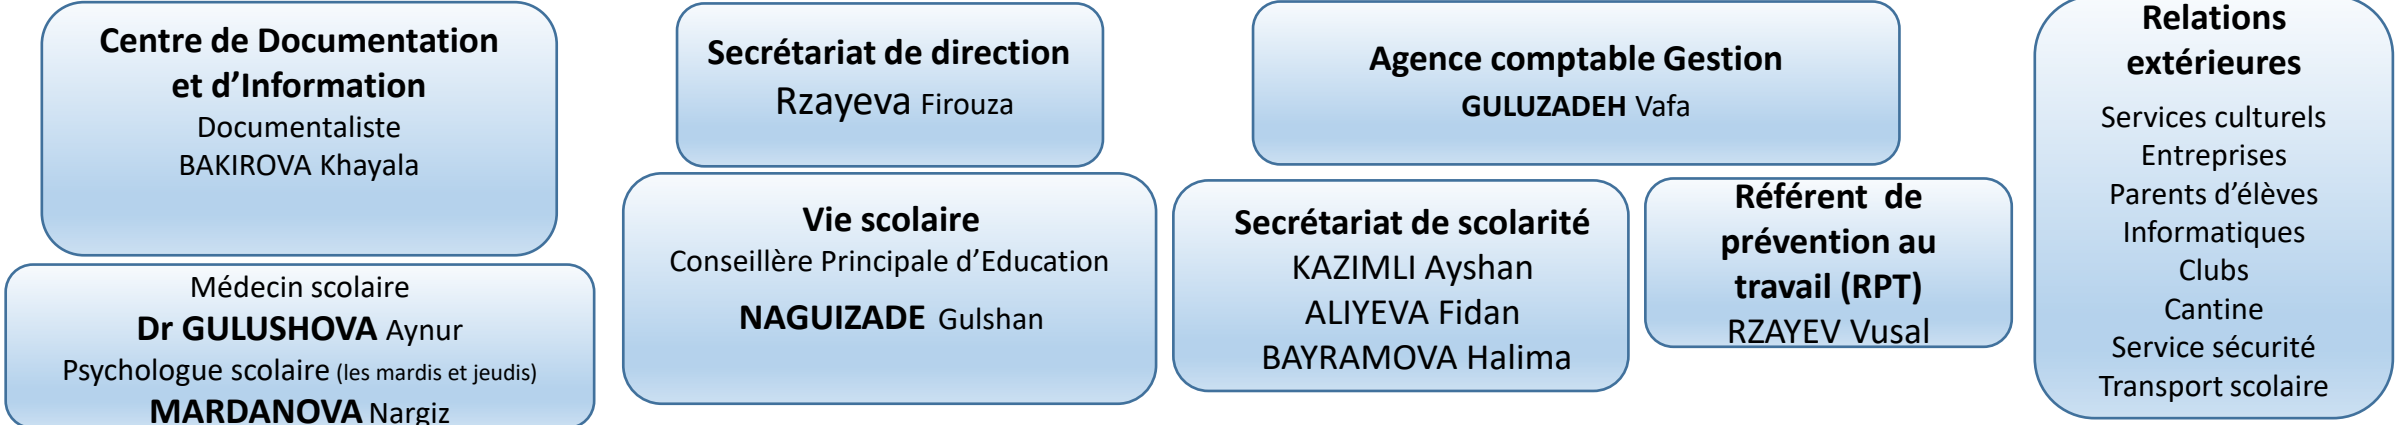 Centre de Documentation
et d’Information
Documentaliste
BAKIROVA Khayala
Médecin scolaire
Dr GULUSHOVA Aynur
Psychologue scolaire (les mardis et jeudis)
MARDANOVA Nargiz
Secrétariat de direction
Rzayeva Firouza
Vie scolaire
Conseillère Principale d’Education
NAGUIZADE Gulshan
Agence comptable Gestion
GULUZADEH Vafa
Secrétariat de scolarité
KAZIMLI Ayshan
ALIYEVA Fidan
BAYRAMOVA Halima
Référent de
prévention au
travail (RPT)
RZAYEV Vusal
Relations
extérieures
Services culturels
Entreprises
Parents d’élèves
Informatiques
Clubs
Cantine
Service sécurité
Transport scolaire